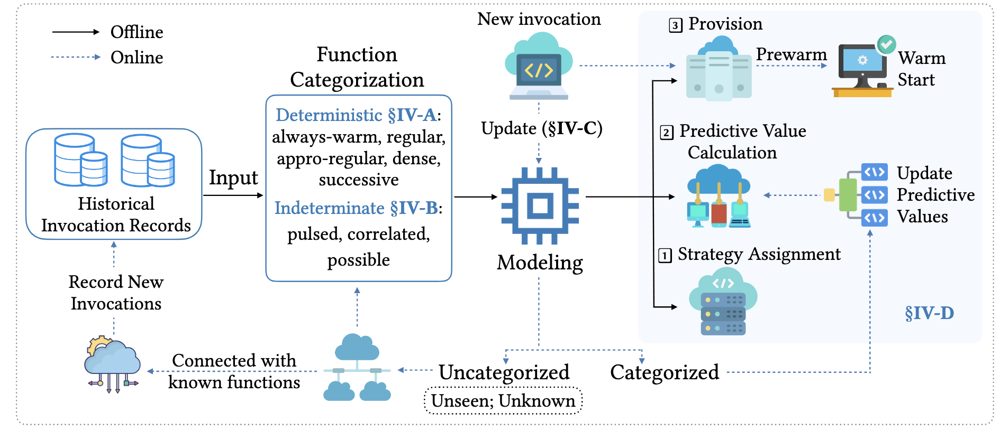 Offline
Online
Historical
Invocation Records
Record New
Invocations
Input
Function
Categorization
Deterministic §IV-A:
always-warm, regular,
appro-regular, dense,
successive
Indeterminate §IV-B:
pulsed, correlated,
possible
Connected with
known functions
New invocation
</>
Update (§IV-C)
Modeling
Uncategorized
Unseen; Unknown
Categorized
3 Provision
Prewarm
Warm
Start
2 Predictive Value
Calculation
</>
</>
</>
Update
Predictive
Values
1 Strategy Assignment
</>
§IV-D